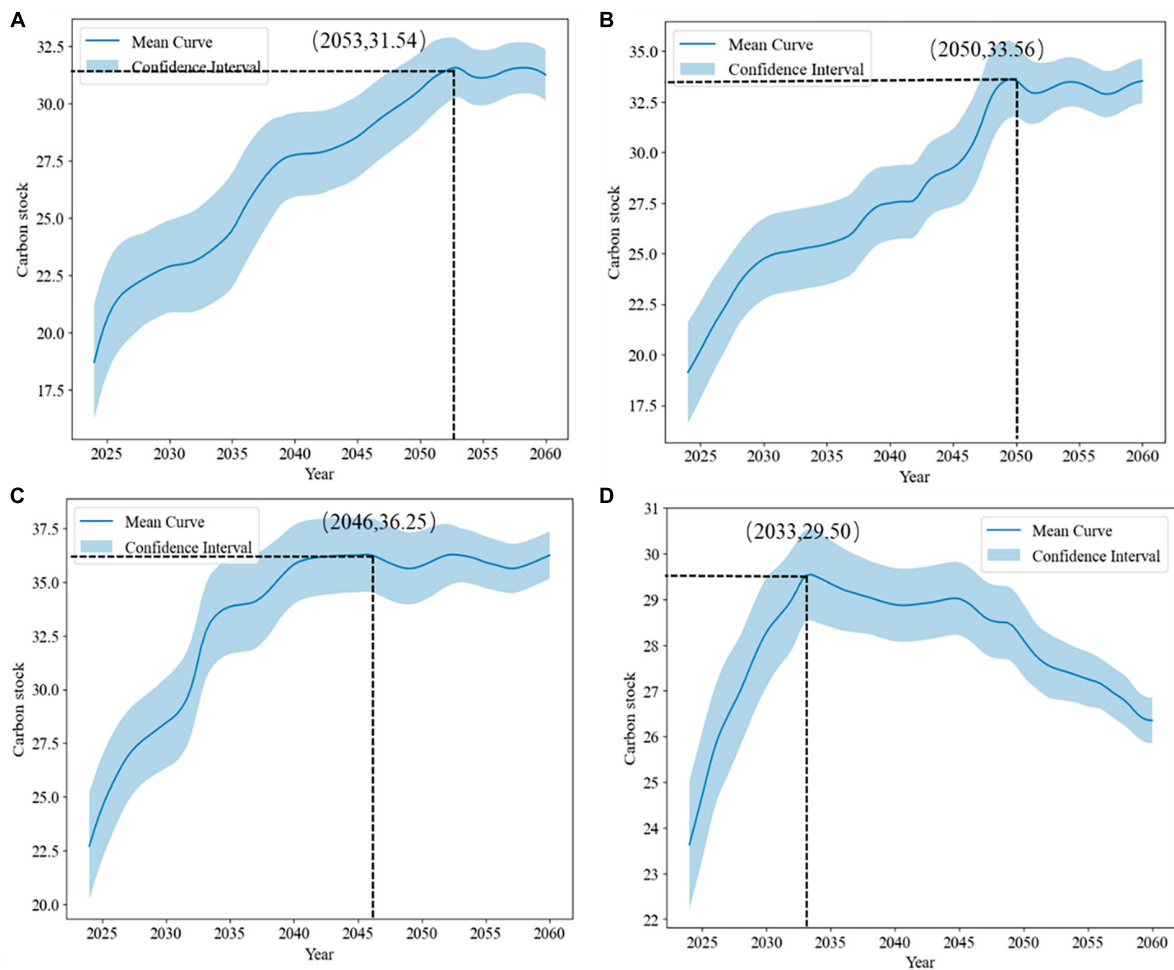 A
(2053,31.54)
Mean Curve
Confidence Interval
32.5
30.0
27.5
25.0
22.5
20.0
17.5
Carbon stock
2025 2030 2035 2040 2045 2050 2055 2060
Year
B
(2050,33.56)
Mean Curve
Confidence Interval
35.0
32.5
30.0
27.5
25.0
22.5
20.0
17.5
Carbon stock
2025 2030 2035 2040 2045 2050 2055 2060
Year
C
(2046,36.25)
Mean Curve
Confidence Interval
37.5
35.0
32.5
30.0
27.5
25.0
22.5
20.0
Carbon stock
2025 2030 2035 2040 2045 2050 2055 2060
Year
D
(2033,29.50)
Mean Curve
Confidence Interval
31
30
29
28
27
26
25
24
23
22
Carbon stock
2025 2030 2035 2040 2045 2050 2055 2060
Year